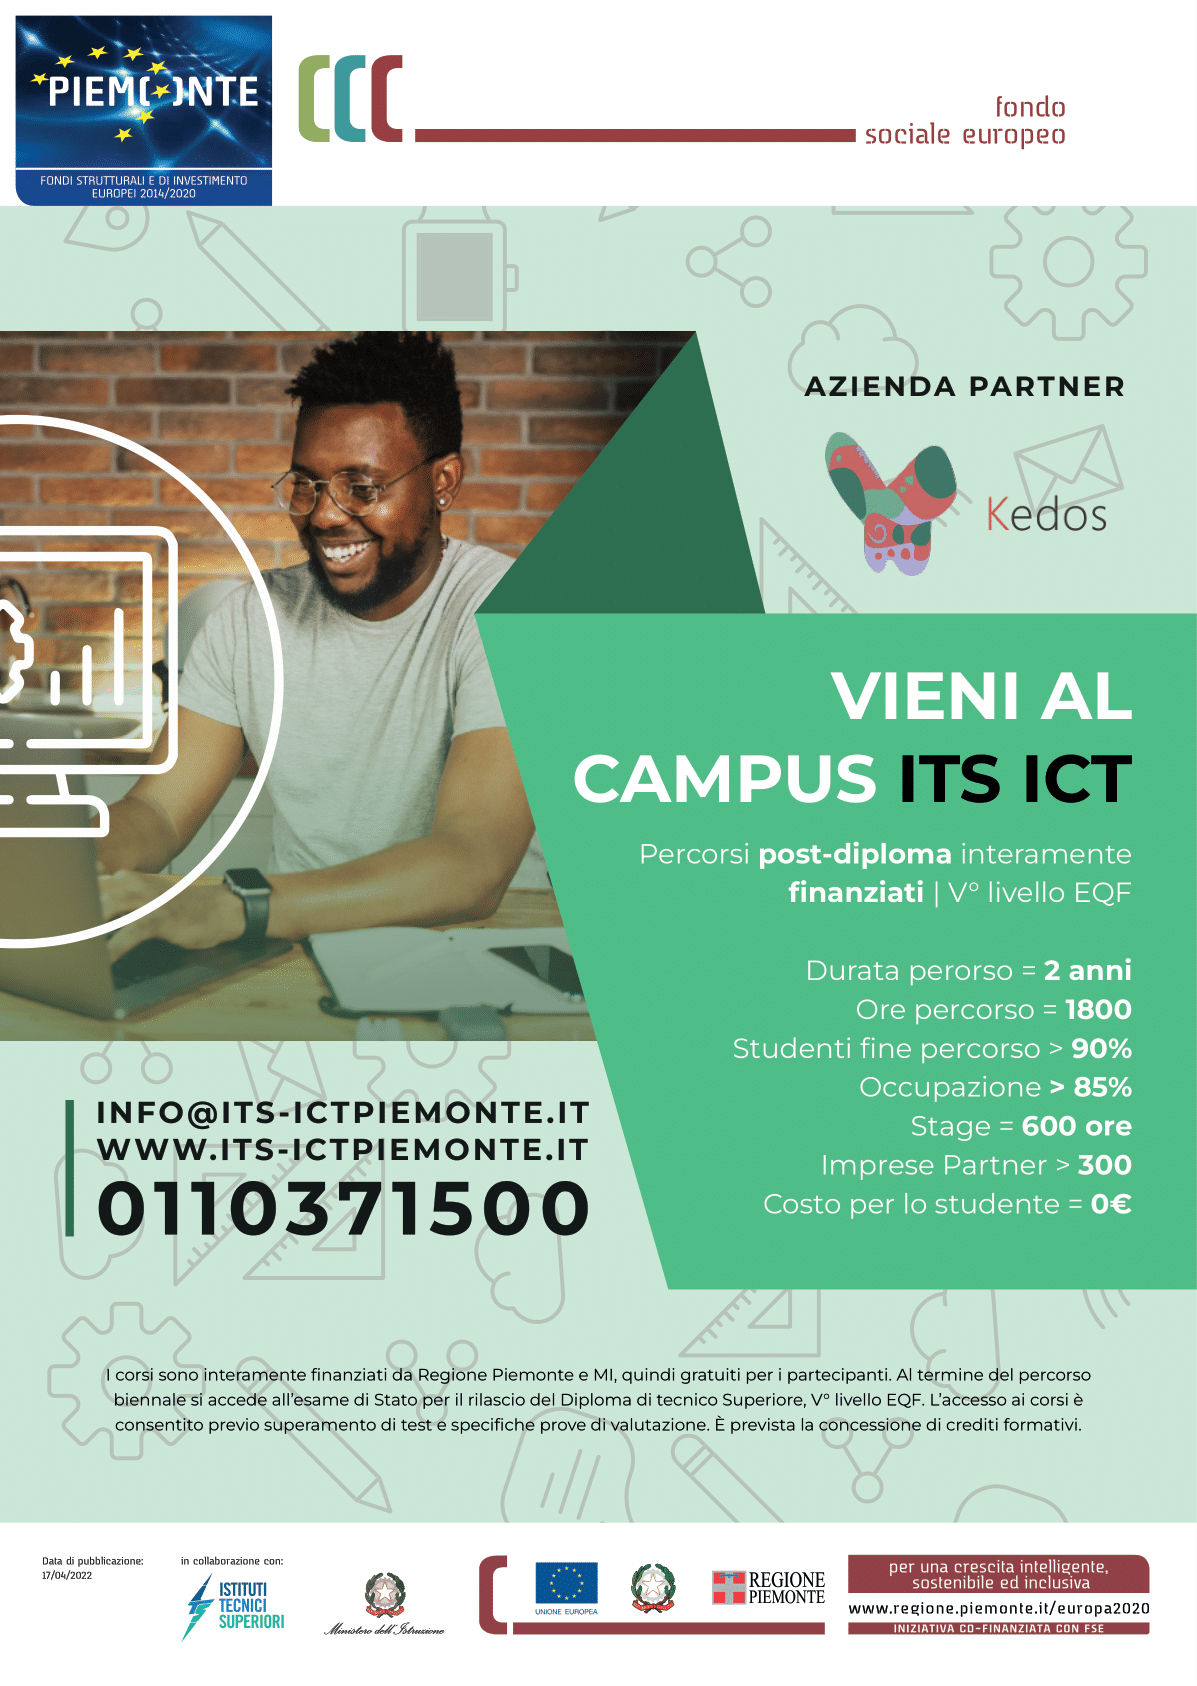 PIEM( )NTE
FONDI STRUTTURALI E DI INVESTIMENTO
EUROPEI 2014/2020
fondo
sociale europeo
AZIENDA PARTNER
Kedos
VIENI AL
CAMPUS ITS ICT
Percorsi post-diploma interamente
finanziati | V° livello EQF
Durata perorso = 2 anni
Ore percorso = 1800
Studenti fine percorso > 90%
Occupazione > 85%
Stage = 600 ore
Imprese Partner > 300
Costo per lo studente = 0€
INFO@ITS-ICTPIEMONTE.IT
WWW.ITS-ICTPIEMONTE.IT
0110371500
I corsi sono interamente finanziati da Regione Piemonte e MI, quindi gratuiti per i partecipanti. Al termine del percorso
biennale si accede all'esame di Stato per il rilascio del Diploma di tecnico Superiore, V° livello EQF. L'accesso ai corsi è
consentito previo superamento di test e specifiche prove di valutazione. È prevista la concessione di crediti formativi.
Data di pubblicazione:
17/04/2022
in collaborazione con:
ISTITUTI
TECNICI
SUPERIORI
Ministero dell'Istruzione
UNIONE EUROPEA
REGIONE
PIEMONTE
per una crescita intelligente,
sostenibile ed inclusiva
www.regione.piemonte.it/europa2020
INIZIATIVA CO-FINANZIATA CON FSE